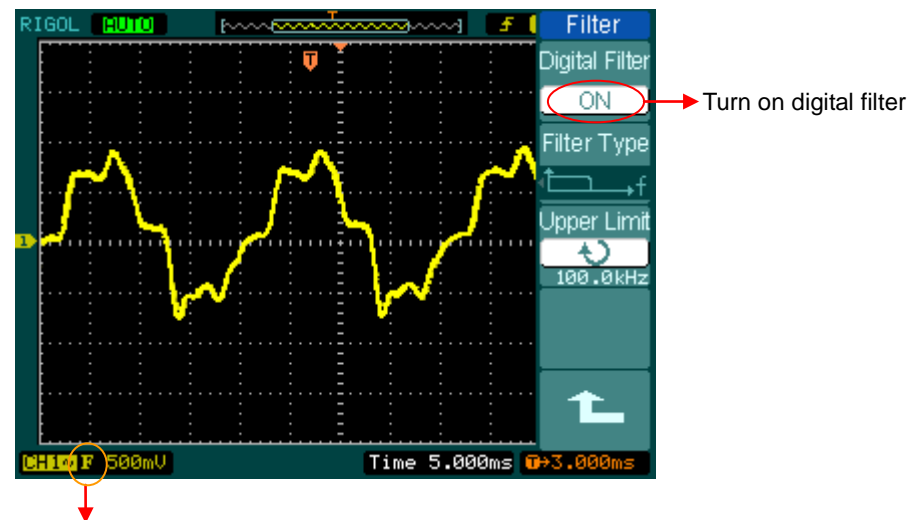 RIGOL AUTO T Filter
T
Digital Filter
ON
Turn on digital filter
Filter Type
f
Upper Limit
1
100.0kHz
CH1 F 500mV Time 5.000ms T→3.000ms